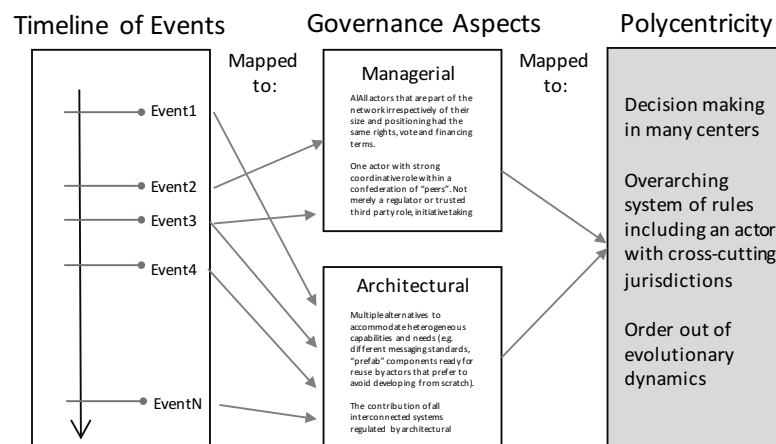 Timeline of Events
Governance Aspects
Polycentricity
Mapped
to:
Mapped
to:
Event1
Event2
Event3
Event4
EventN
Managerial
AlAll actors that are part of the
network irrespectively of their
size and positioning had the
same rights, vote and financing
terms.
One actor with strong
coordinative role within a
confederation of “peers”. Not
merely a regulator or trusted
third party role, initiative taking
Architectural
Multiple alternatives to
accommodate heterogeneous
capabilities and needs (e.g.
different messaging standards,
“prefab” components ready for
reuse by actors that prefer to
avoid developing from scratch).
The contribution of all
interconnected systems
regulated by architectural
Decision making
in many centers
Overarching
system of rules
including an actor
with cross-cutting
jurisdictions
Order out of
evolutionary
dynamics